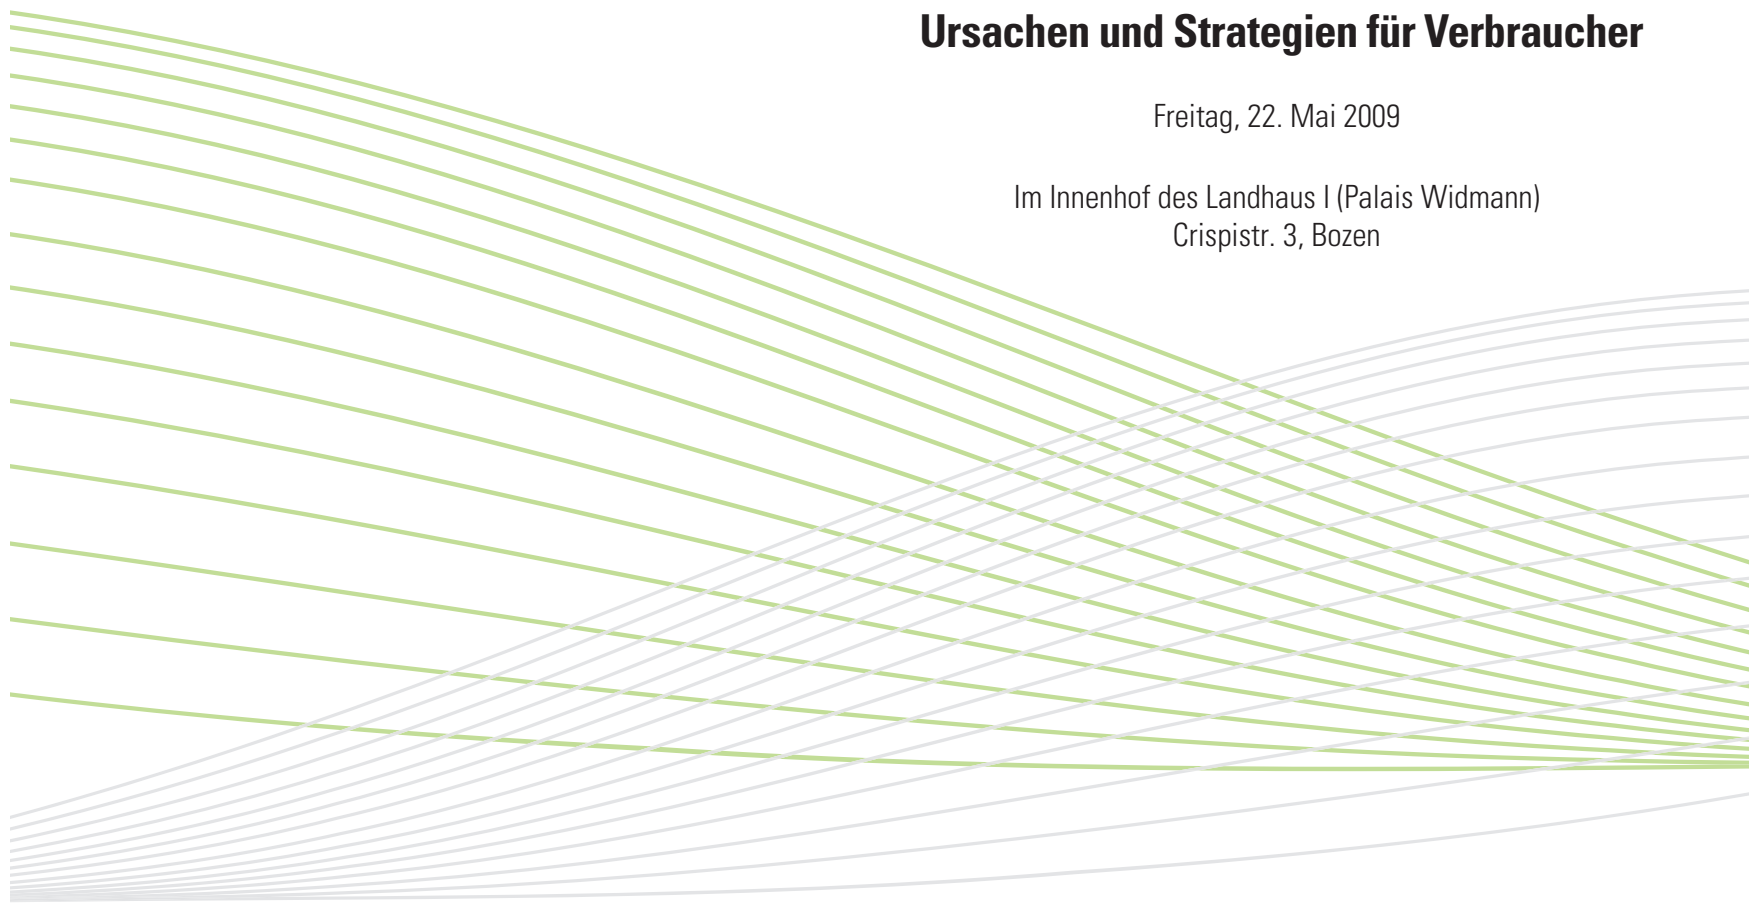 Ursachen und Strategien für Verbraucher
Freitag, 22. Mai 2009
Im Innenhof des Landhaus I (Palais Widmann)
Crispistr. 3, Bozen